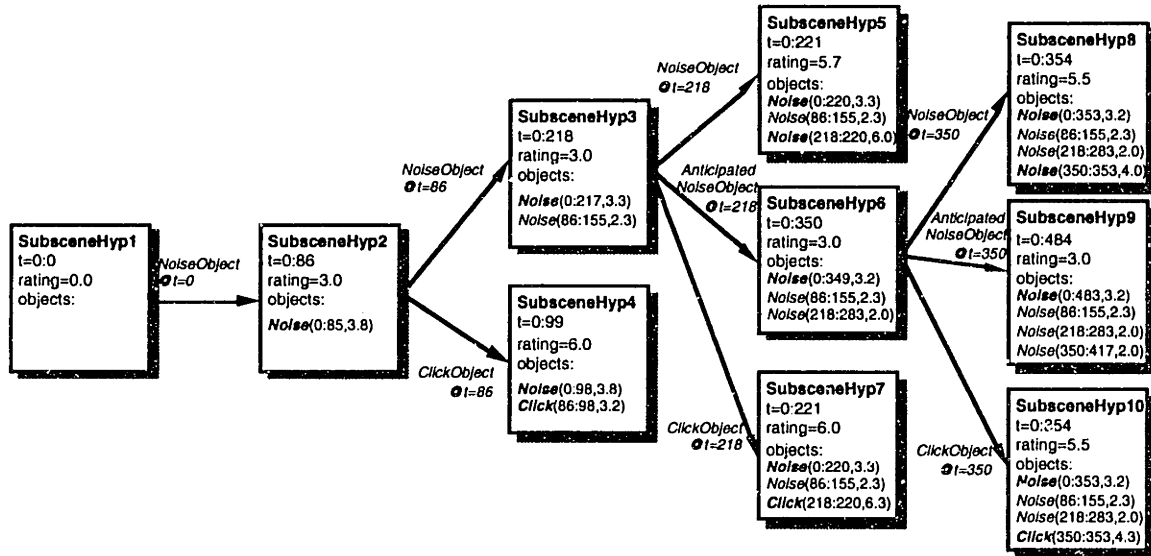 SubsceneHyp1
t=0:0
rating=0.0
objects:
NoiseObject
@t=0
SubsceneHyp2
t=0:86
rating=3.0
objects:
Noise(0:85,3.8)
NoiseObject
@t=86
ClickObject
@t=86
SubsceneHyp3
t=0:218
rating=3.0
objects:
Noise(0:217,3.3)
Noise(86:155,2.3)
SubsceneHyp4
t=0:99
rating=6.0
objects:
Noise(0:98,3.8)
Click(86:98,3.2)
NoiseObject
@t=218
Anticipated
NoiseObject
@t=218
ClickObject
@t=218
SubsceneHyp5
t=0:221
rating=5.7
objects:
Noise(0:220,3.3)
Noise(86:155,2.3)
Noise(218:220,6.0)
SubsceneHyp6
t=0:350
rating=3.0
objects:
Noise(0:349,3.2)
Noise(86:155,2.3)
Noise(218:283,2.0)
SubsceneHyp7
t=0:221
rating=6.0
objects:
Noise(0:220,3.3)
Noise(86:155,2.3)
Click(218:220,6.3)
NoiseObject
@t=350
Anticipated
NoiseObject
@t=350
ClickObject
@t=350
SubsceneHyp8
t=0:354
rating=5.5
objects:
Noise(0:353,3.2)
Noise(86:155,2.3)
Noise(218:283,2.0)
Noise(350:353,4.0)
SubsceneHyp9
t=0:484
rating=3.0
objects:
Noise(0:483,3.2)
Noise(86:155,2.3)
Noise(218:283,2.0)
Noise(350:417,2.0)
SubsceneHyp10
t=0:354
rating=5.5
objects:
Noise(0:353,3.2)
Noise(86:155,2.3)
Noise(218:283,2.0)
Click(350:353,4.3)